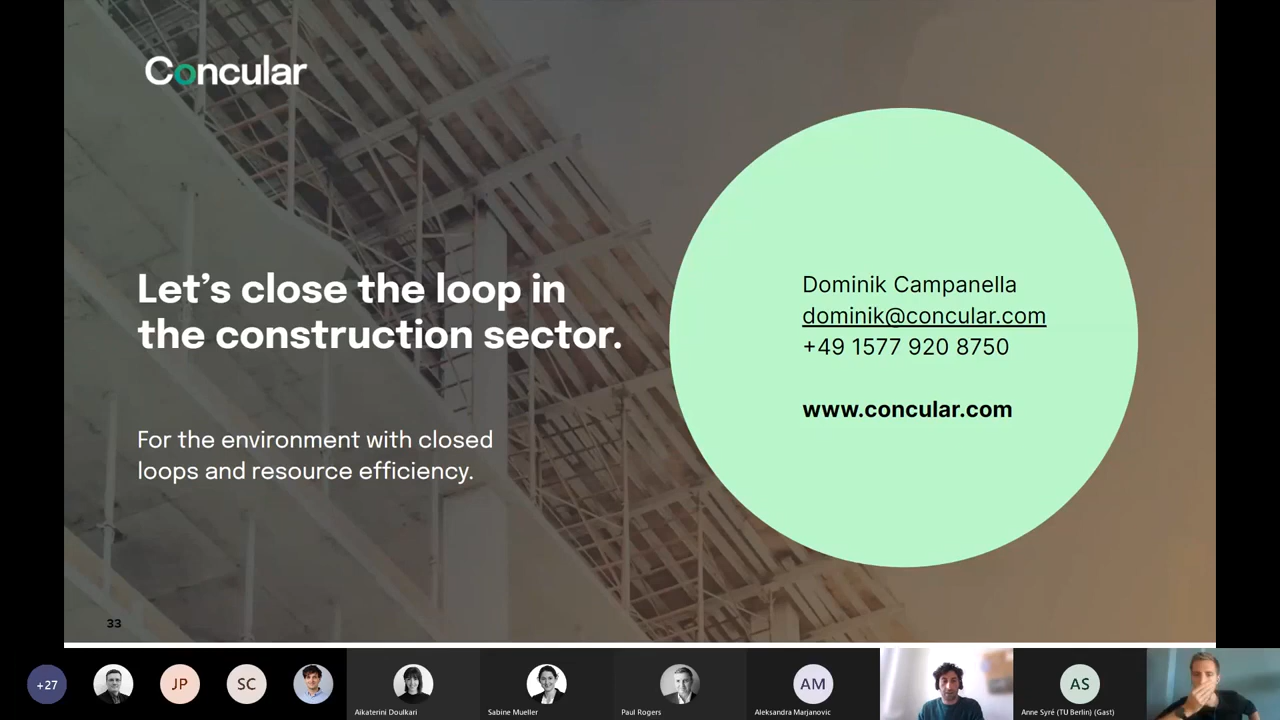 Concular
Let's close the loop in
the construction sector.
For the environment with closed
loops and resource efficiency.
Dominik Campanella
dominik@concular.com
+49 1577 920 8750
www.concular.com
33
+27
JP
SC
Aikaterini Doulkari
Sabine Mueller
Paul Rogers
AM
Aleksandra Marjanovic
AS
Anne Syré (TU Berlin) (Gast)